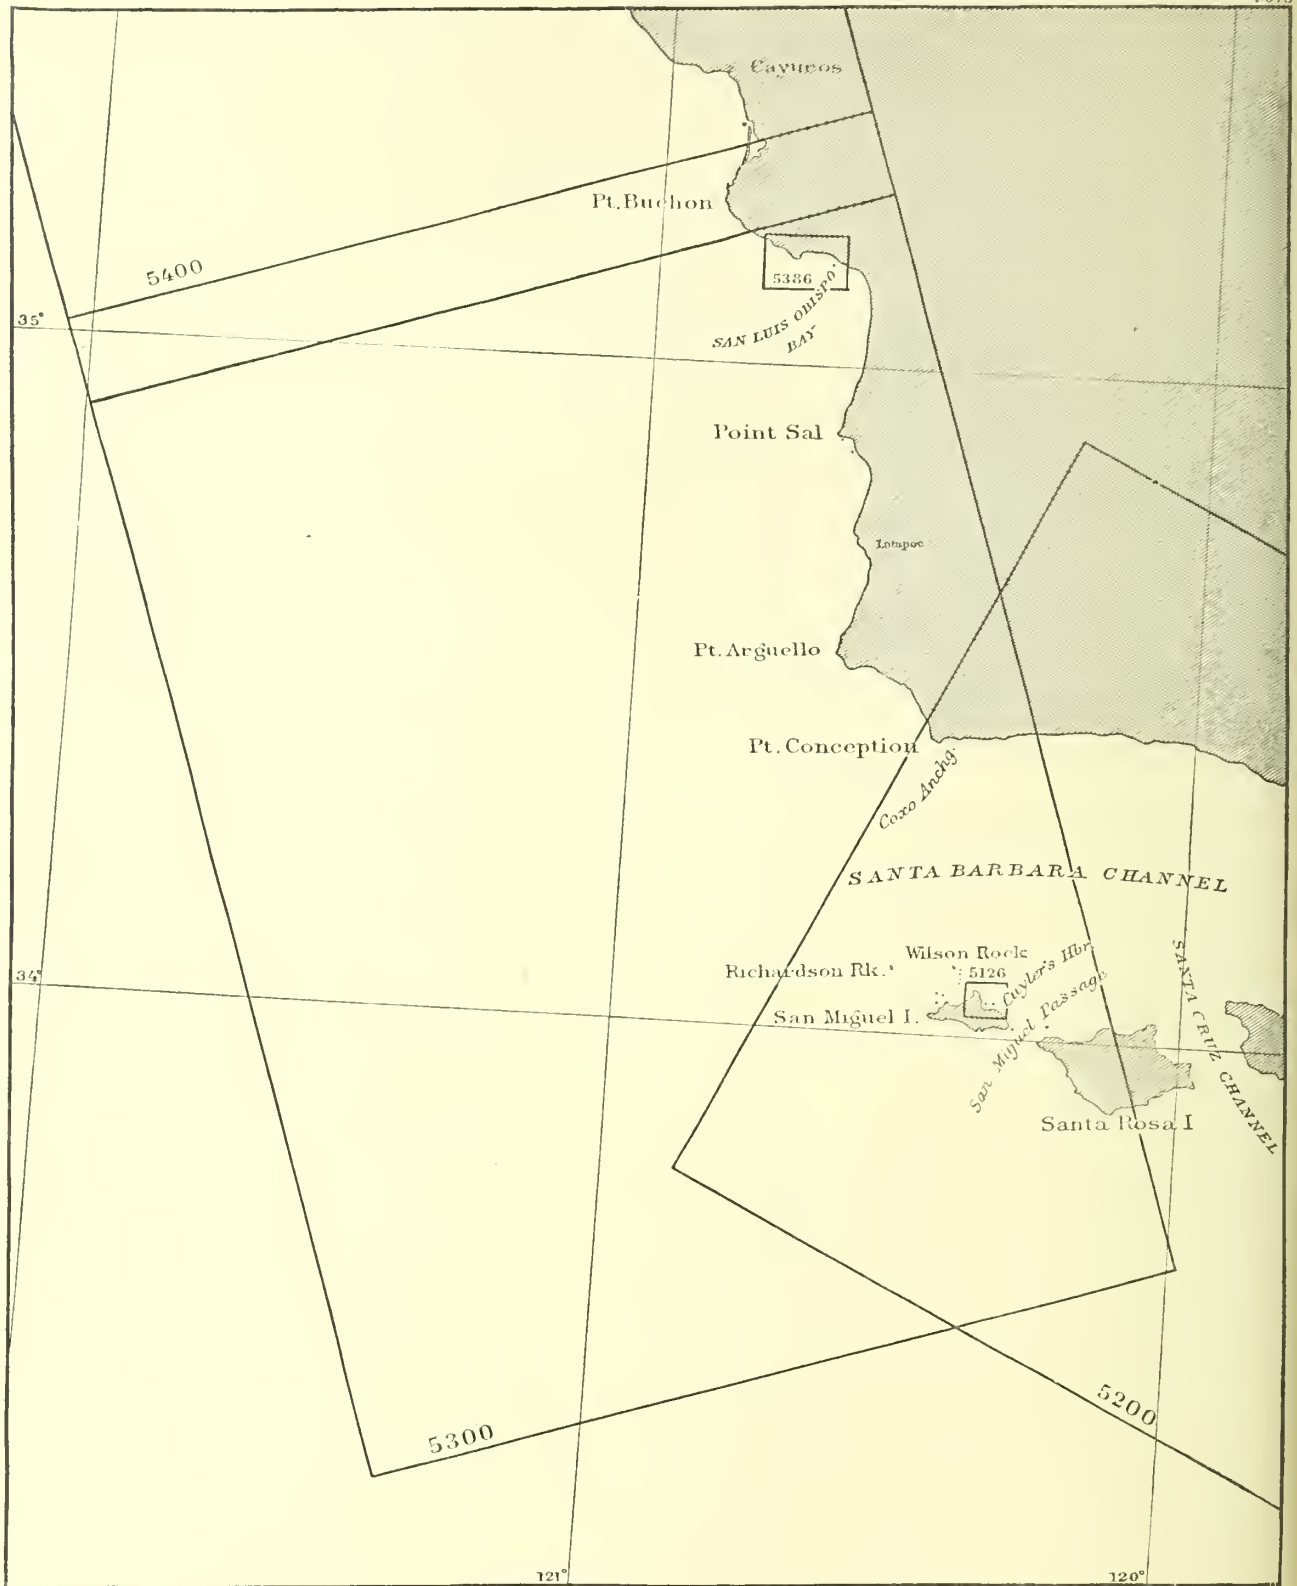 Cayucos
Pt. Buchon
5400
5386
35°
SAN LUIS OBISPO
BAY
Point Sal
Lompoc
Pt. Arguello
Pt. Conception
Coxo Anchg.
SANTA BARBARA CHANNEL
34°
Wilson Rock
Richardson Rk.
5126
Cuyler's Hbr.
San Miguel I.
San Miguel Passage
SANTA CRUZ CHANNEL
Santa Rosa I
5200
5300
121°
120°